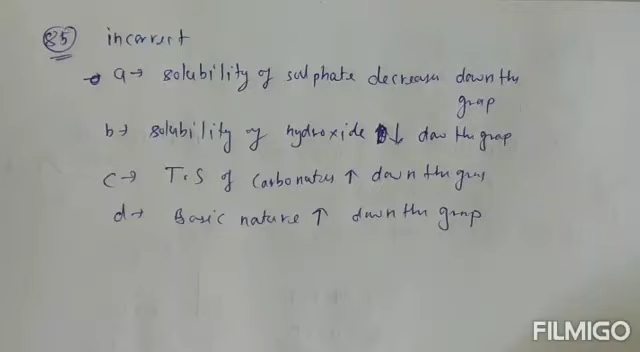 85 incorrect
a→ solubility of sulphate decrease down the
group
b→ solubility of hydroxide ↓ down the group
c→ T.S of carbonates ↑ down the group
d→ Basic nature ↑ down the group
FILMIGO